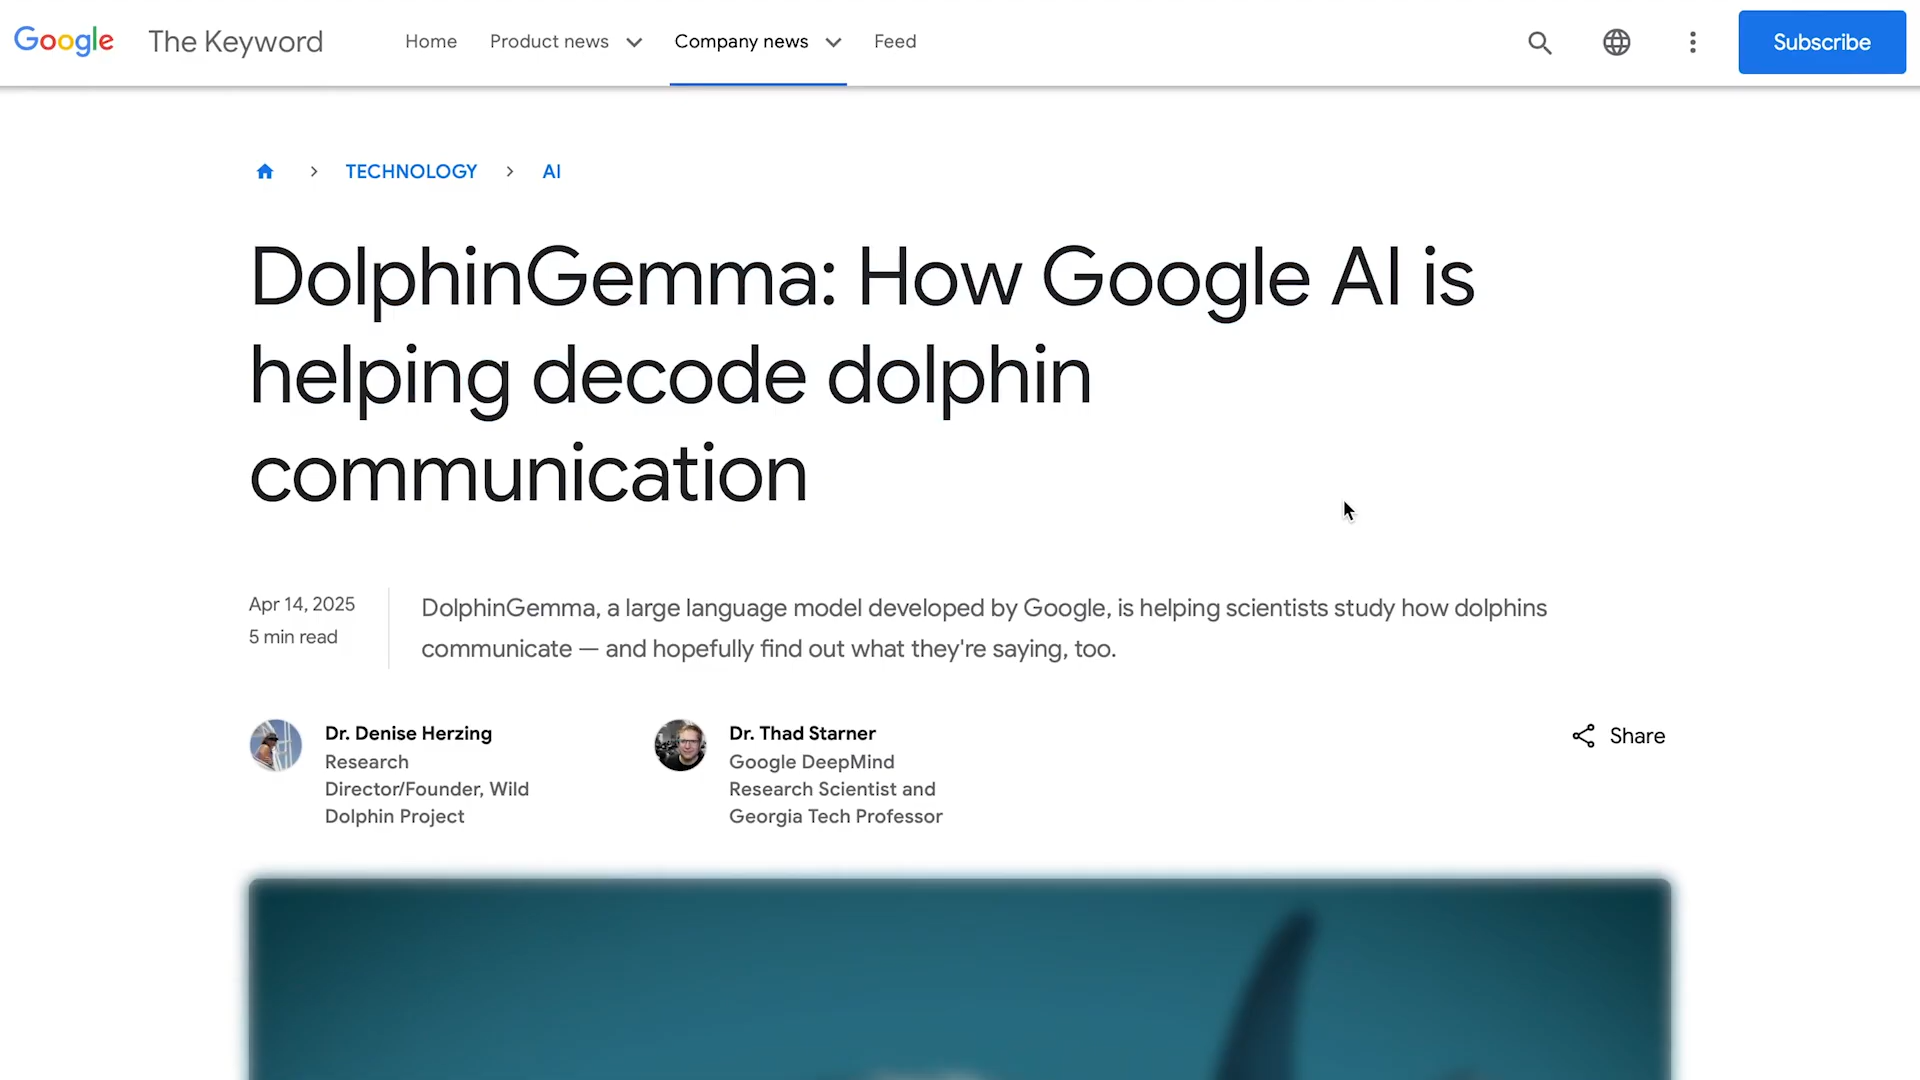 Google The Keyword Home Product news Company news Feed Subscribe
TECHNOLOGY AI
DolphinGemma: How Google AI is
helping decode dolphin
communication
Apr 14, 2025
5 min read
DolphinGemma, a large language model developed by Google, is helping scientists study how dolphins
communicate — and hopefully find out what they're saying, too.
Dr. Denise Herzing
Research
Director/Founder, Wild
Dolphin Project
Dr. Thad Starner
Google DeepMind
Research Scientist and
Georgia Tech Professor
Share